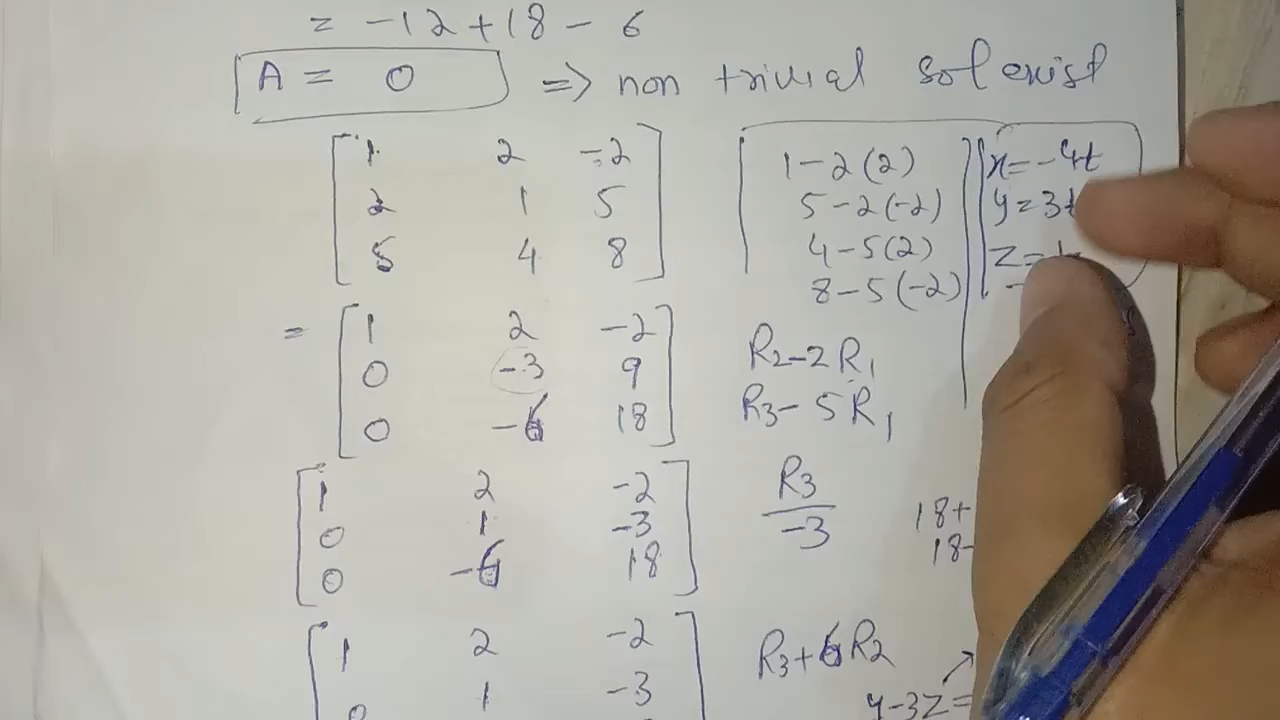 = -12+18-6
A = 0 => non trivial sol exist
1 2 -2
2 1 5
5 4 8
1-2(2)
5-2(-2)
4-5(2)
8-5(-2)
x=-4t
y=3t
z=
= 1 2 -2
0 -3 9
0 -6 18
R2-2R1
R3-5R1
1 2 -2
0 1 -3
0 -6 18
R3/-3
18+
18-
1 2 -2
0 1 -3
R3+6R2
y-3z=